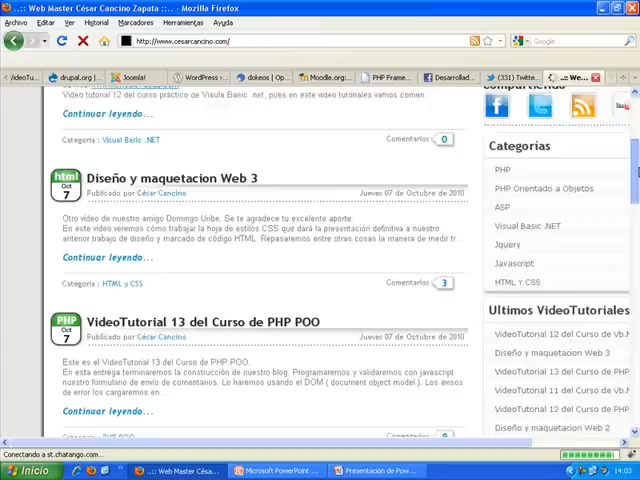 ..:: Web Master César Cancino Zapata ::.. - Mozilla Firefox
Archivo Editar Ver Historial Marcadores Herramientas Ayuda
http://www.cesarcancino.com/
Google
drupal.org |... Joomla! WordPress ›... dokeos | Op... Moodle.org:... PHP Frame... Desarrollad... (331) Twitte... ..:: We...
Compartiendo
Video tutorial 12 del curso práctico de Visula Basic .net, pues en este video tutoriales vamos comen
Continuar leyendo...
Categoría : Visual Basic .NET
Comentarios 0
html
Oct
7
Diseño y maquetacion Web 3
Publicado por César Cancino
Jueves 07 de Octubre de 2010
Otro video de nuestro amigo Domingo Uribe. Se te agradece tu excelente aporte.
En este video veremos cómo trabajar la hoja de estilos CSS que dará la presentación definitiva a nuestro
anterior trabajo de diseño y marcado de código HTML. Repasaremos entre otras cosas la manera de medir tr...
Continuar leyendo...
Categoría : HTML y CSS
Comentarios 3
PHP
Oct
7
VideoTutorial 13 del Curso de PHP POO
Publicado por César Cancino
Jueves 07 de Octubre de 2010
Este es el VideoTutorial 13 del Curso de PHP POO.
En esta entrega terminaremos la construcción de nuestro blog. Programaremos y validaremos con javascript
nuestro formulario de envío de comentarios. Lo haremos usando el DOM ( document object model ). Los avisos
de error los cargaremos en ...
Continuar leyendo...
Categorías
PHP
PHP Orientado a Objetos
ASP
Visual Basic .NET
Jquery
Javascript
HTML Y CSS
Ultimos VideoTutoriales
VideoTutorial 12 del Curso de Vb.N
Diseño y maquetacion Web 3
VideoTutorial 13 del Curso de PHP
VideoTutorial 11 del Curso de Vb.N
VideoTutorial 12 del Curso de PHP
Diseño y maquetacion Web 2
Conectando a st.chatango.com...
Inicio
..:: Web Master César...
Microsoft PowerPoint ...
Presentación de Pow...
14:03